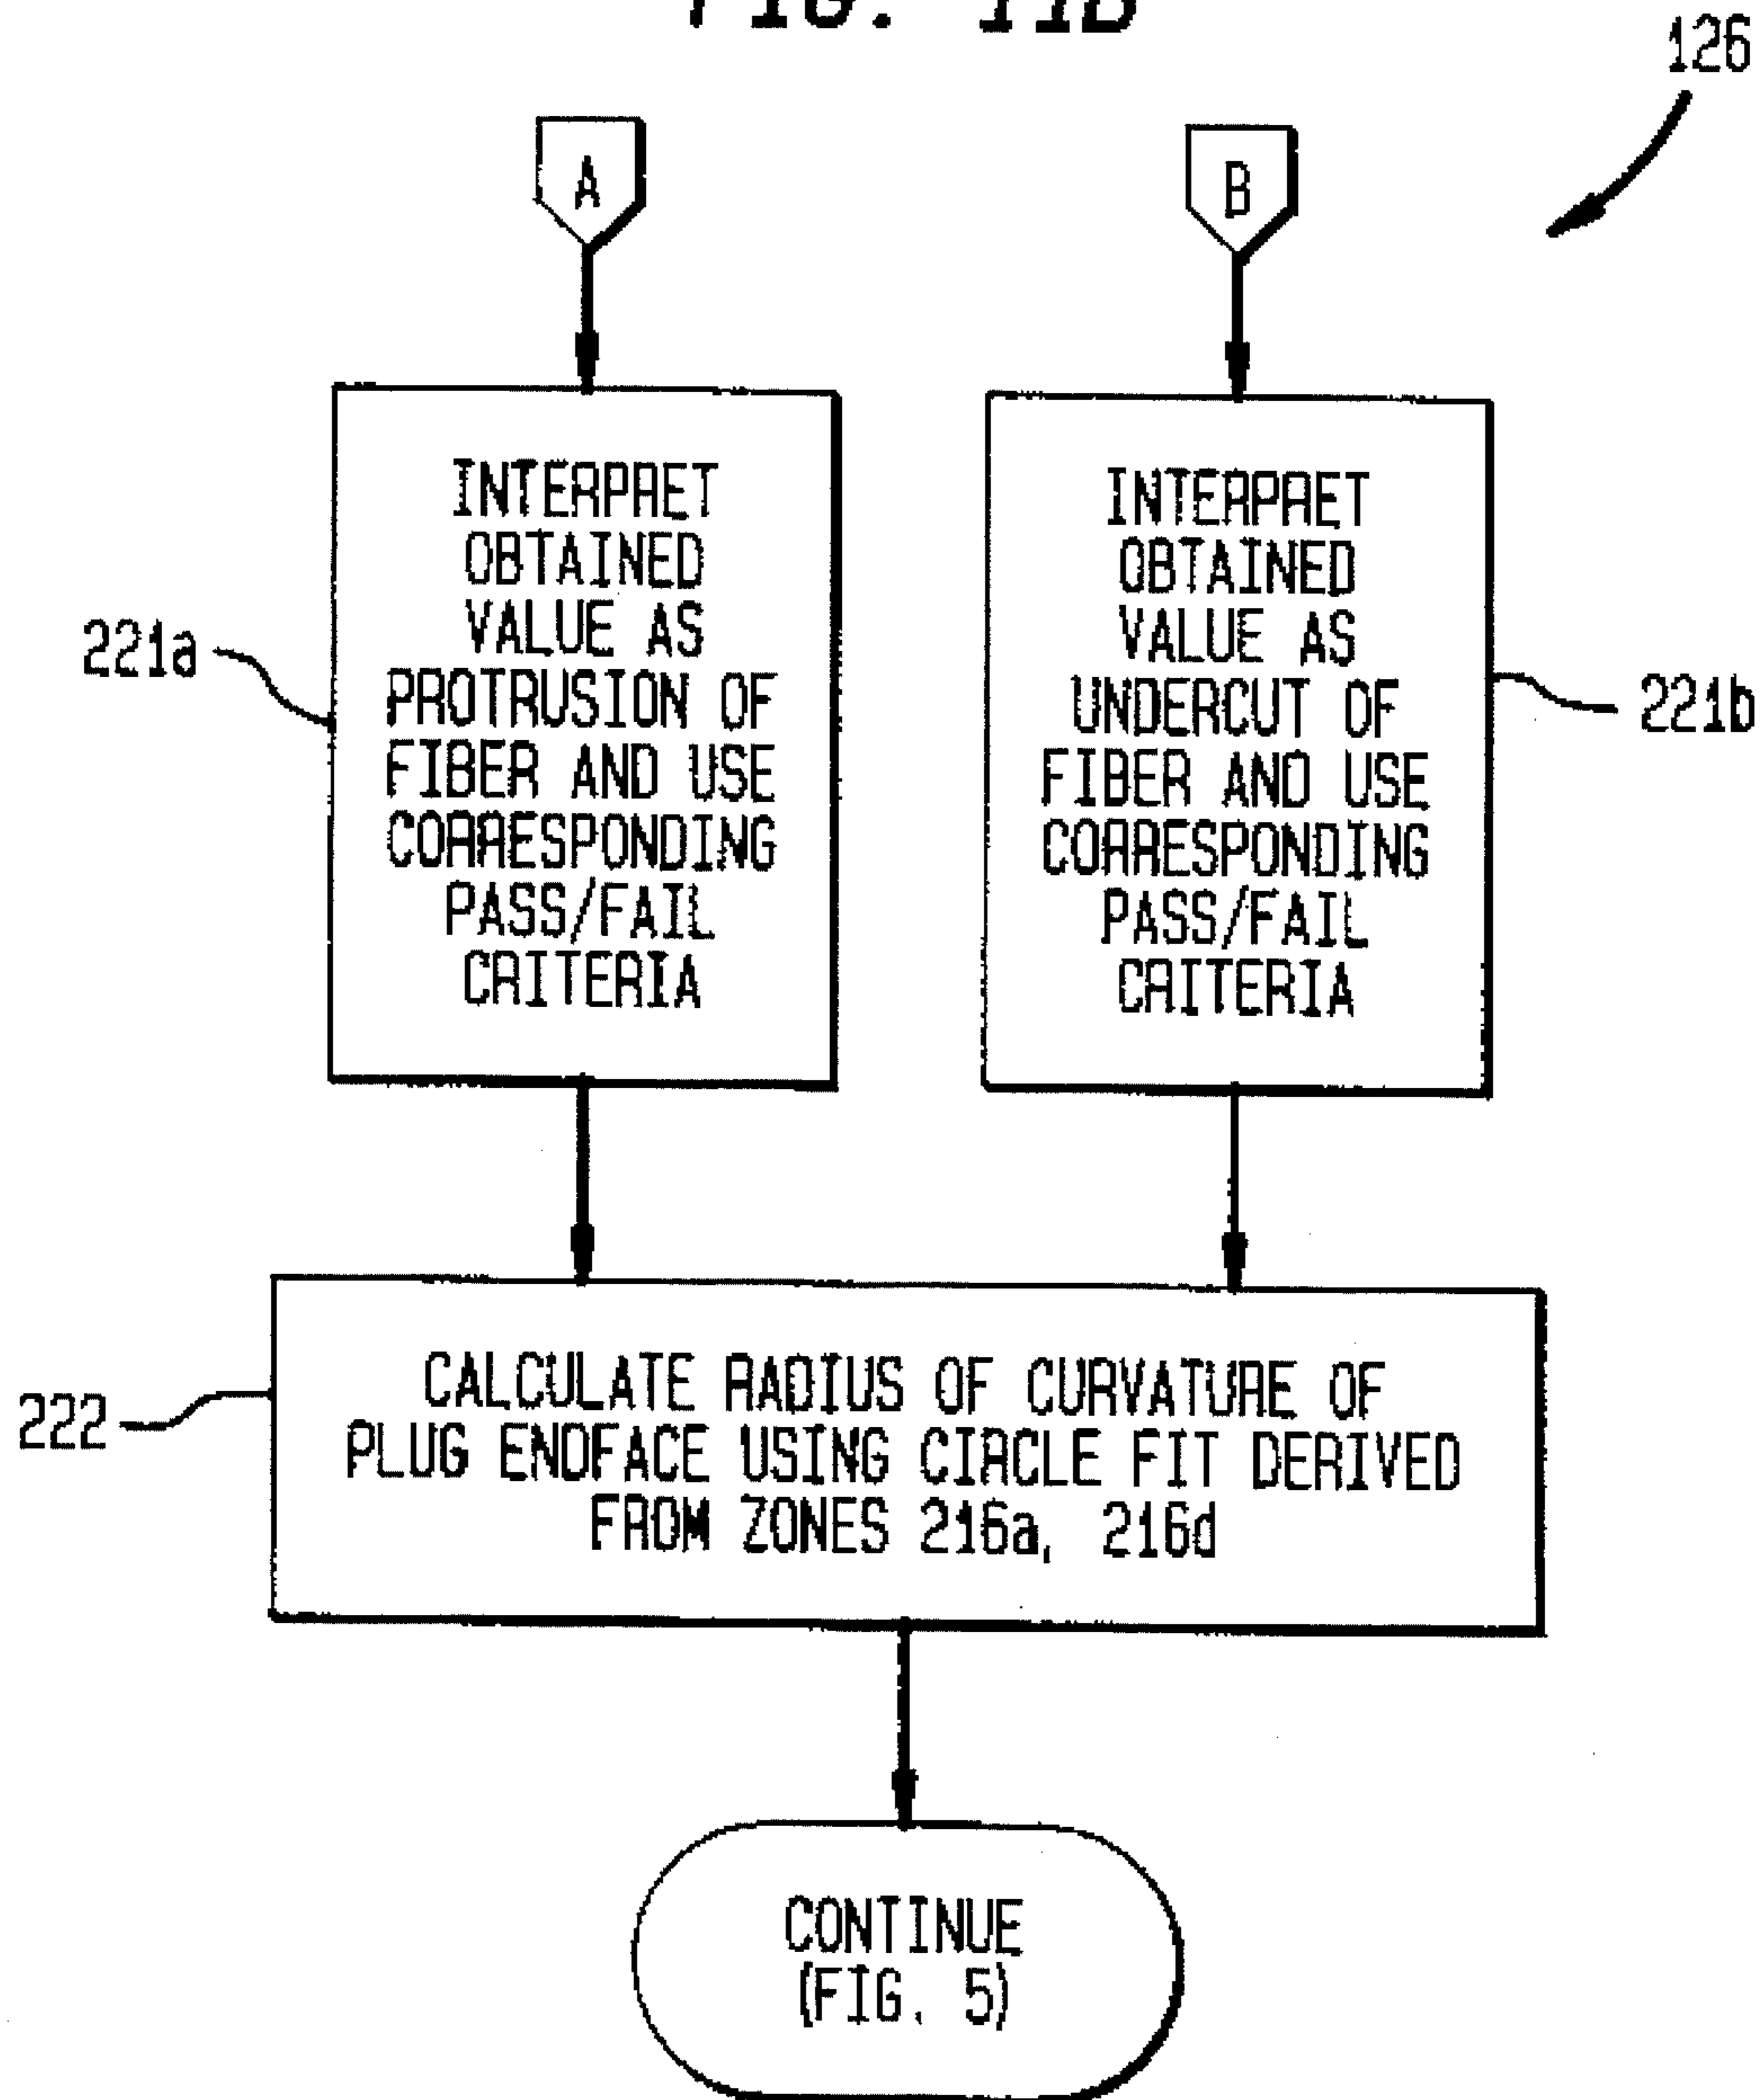 FIG. 11B
126
A
B
INTERPRET
OBTAINED
VALUE AS
PROTRUSION OF
FIBER AND USE
CORRESPONDING
PASS/FAIL
CRITERIA
221a
INTERPRET
OBTAINED
VALUE AS
UNDERCUT OF
FIBER AND USE
CORRESPONDING
PASS/FAIL
CRITERIA
221b
222
CALCULATE RADIUS OF CURVATURE OF
PLUG ENDFACE USING CIRCLE FIT DERIVED
FROM ZONES 216a, 216d
CONTINUE
(FIG. 5)